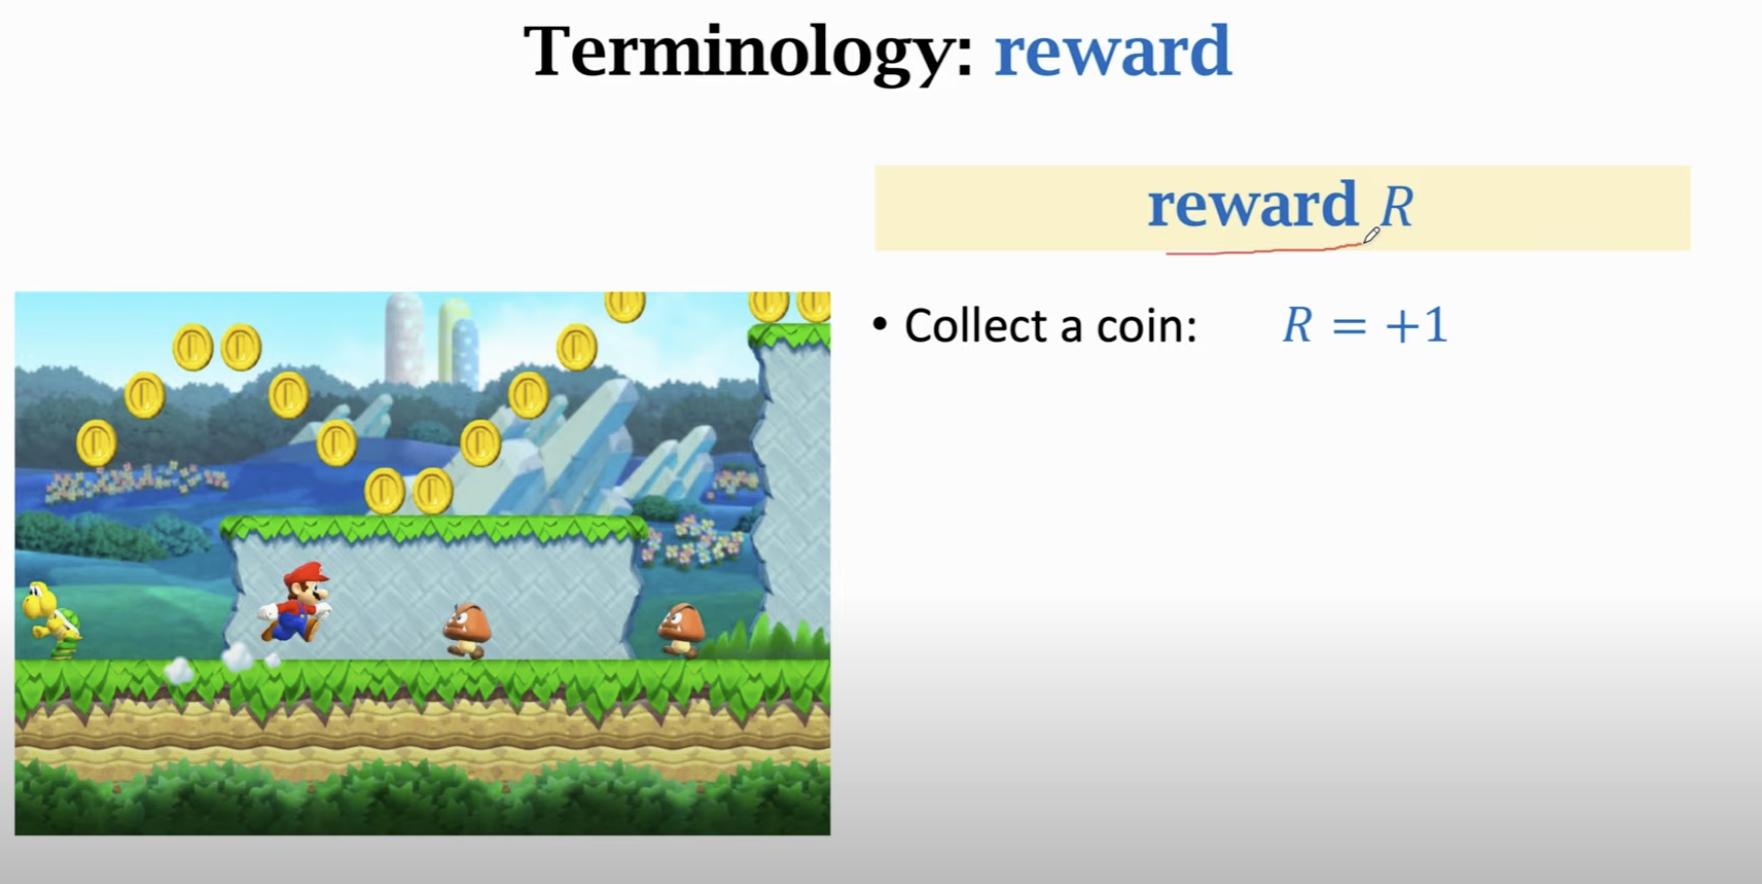 Terminology: reward
reward R
• Collect a coin: R = +1